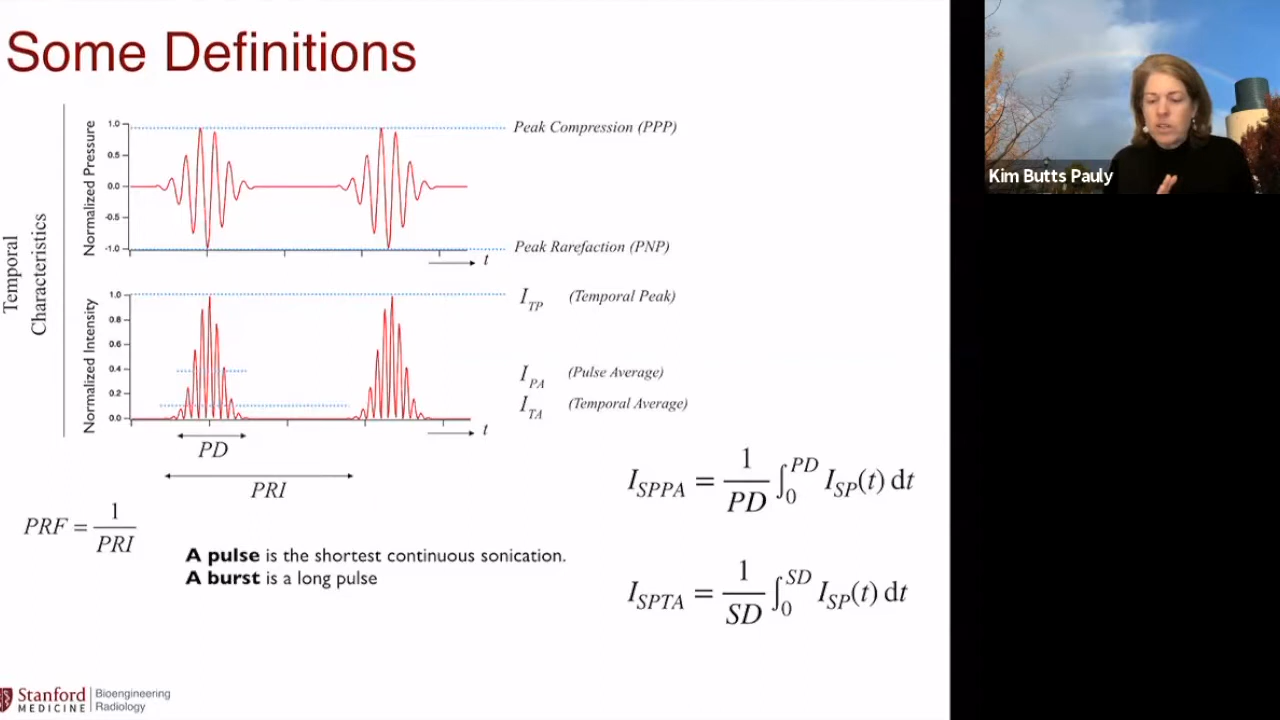 Some Definitions
Temporal
Characteristics
Normalized Pressure
1.0
0.5
0.0
-0.5
-1.0
t
Peak Compression (PPP)
Peak Rarefaction (PNP)
Normalized Intensity
1.0
0.8
0.6
0.4
0.2
0.0
t
I_TP (Temporal Peak)
I_PA (Pulse Average)
I_TA (Temporal Average)
PD
PRI
PRF = 1/PRI
I_SPPA = 1/PD ∫_0^PD I_SP(t) dt
A pulse is the shortest continuous sonication.
A burst is a long pulse
I_SPTA = 1/SD ∫_0^SD I_SP(t) dt
Stanford
MEDICINE
Bioengineering
Radiology
Kim Butts Pauly